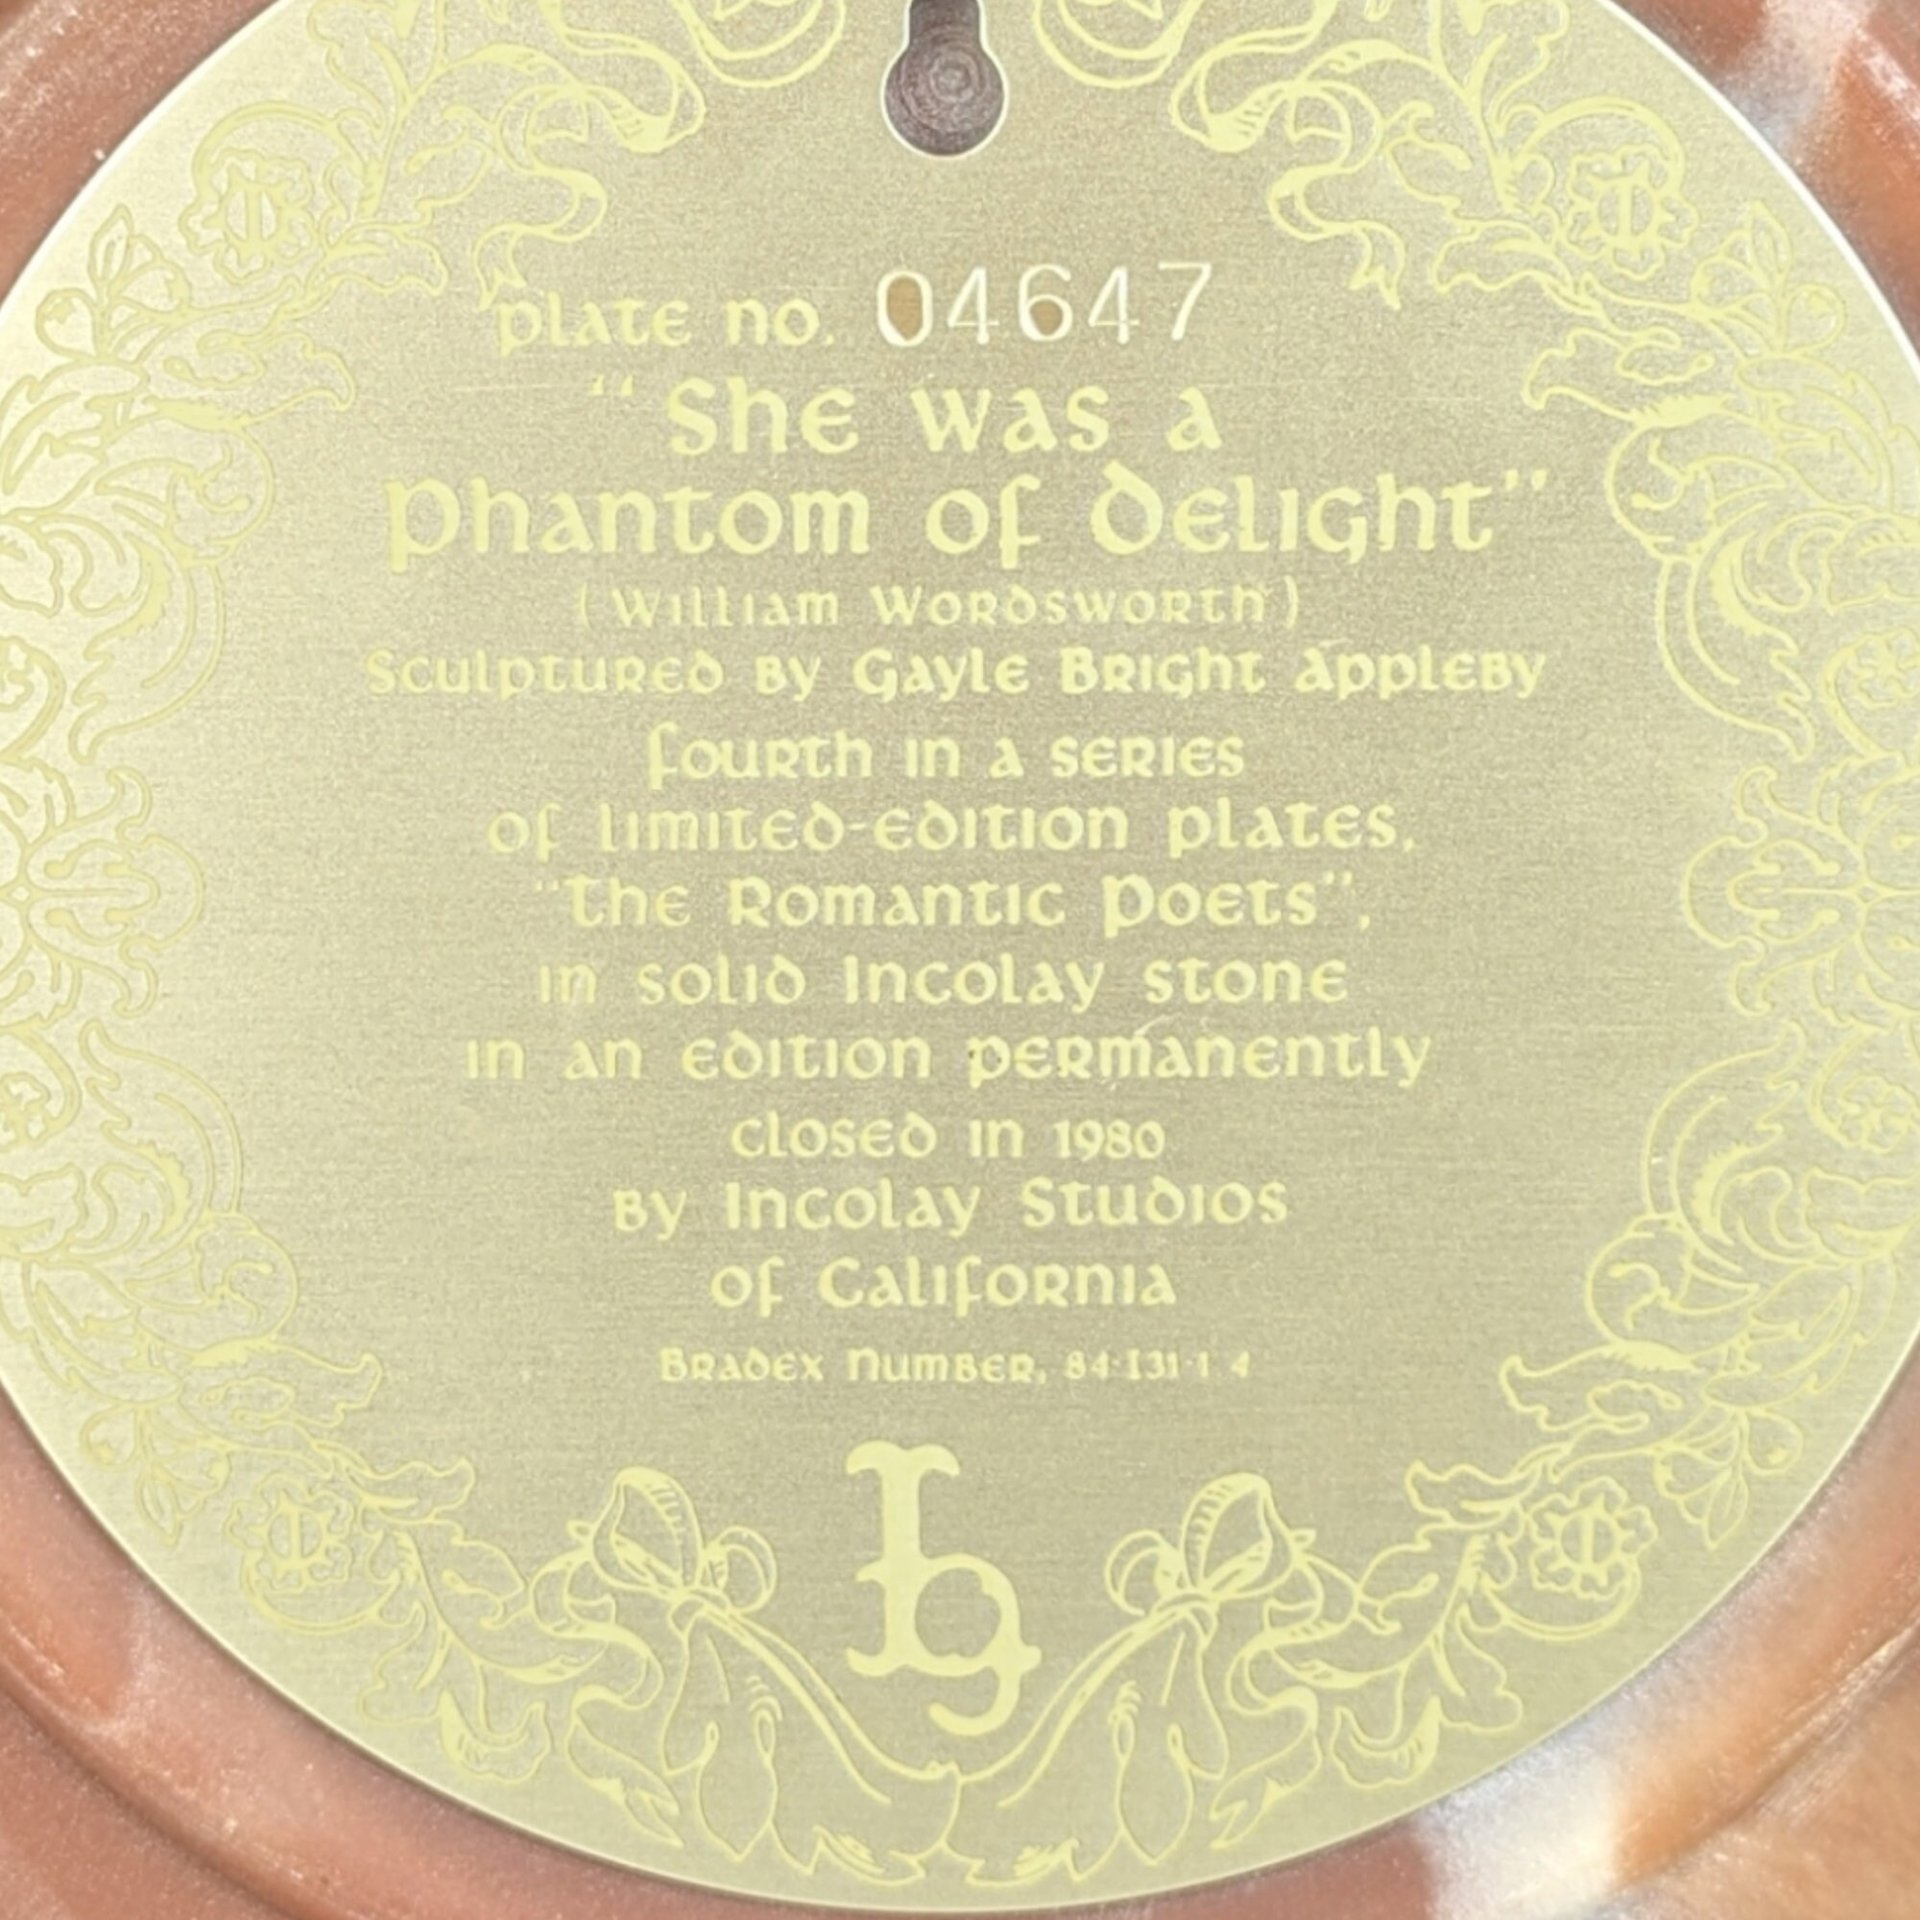 Plate no. 04647
"She was a
Phantom of Delight"
(William Wordsworth)
Sculptured by Gayle Bright Appleby
fourth in a series
of limited-edition plates,
"The Romantic Poets",
in solid Incolay stone
in an edition permanently
closed in 1980
by Incolay Studios
of California
Bradex Number, 84-I31-1 4